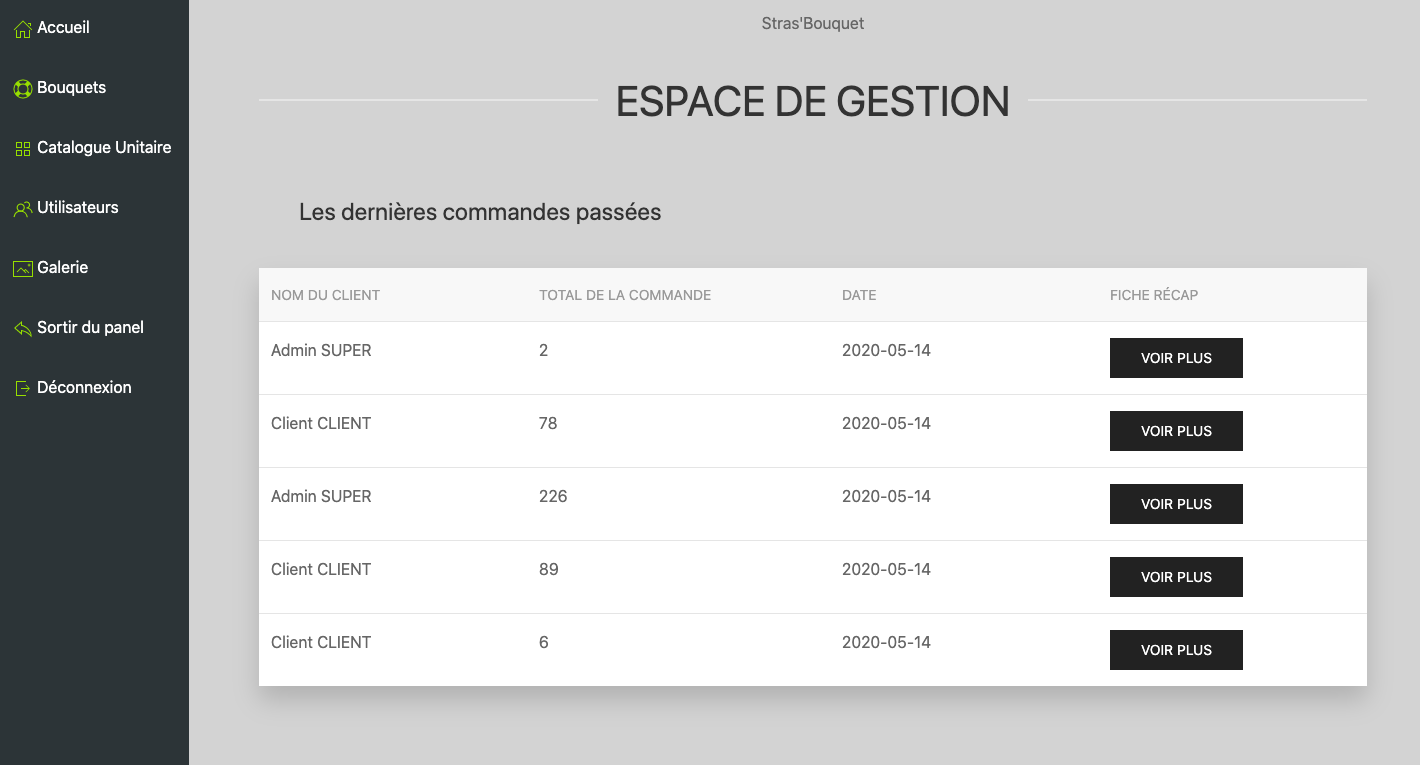 Accueil
Bouquets
Catalogue Unitaire
Utilisateurs
Galerie
Sortir du panel
Déconnexion
Stras'Bouquet
ESPACE DE GESTION
Les dernières commandes passées
NOM DU CLIENT TOTAL DE LA COMMANDE DATE FICHE RÉCAP
Admin SUPER 2 2020-05-14 VOIR PLUS
Client CLIENT 78 2020-05-14 VOIR PLUS
Admin SUPER 226 2020-05-14 VOIR PLUS
Client CLIENT 89 2020-05-14 VOIR PLUS
Client CLIENT 6 2020-05-14 VOIR PLUS